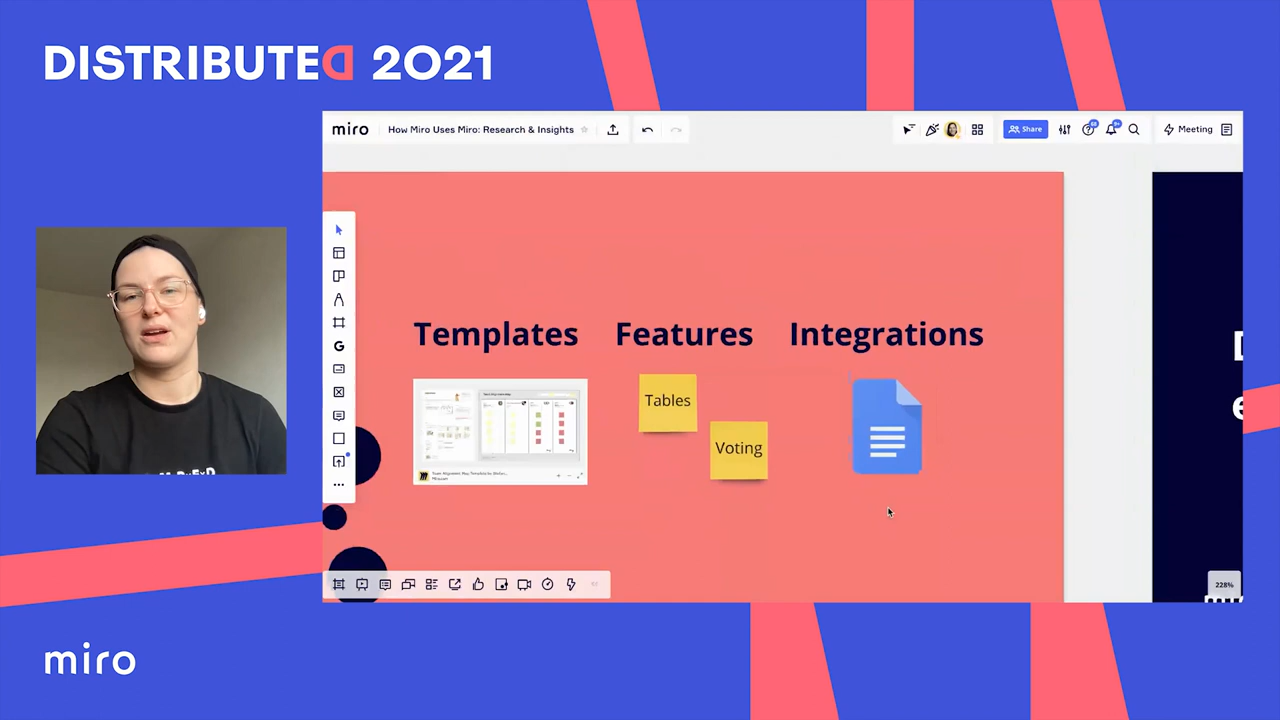 DISTRIBUTED 2021
miro
How Miro Uses Miro: Research & Insights
Share
Meeting
Templates
Features
Integrations
Tables
Voting
228%
miro